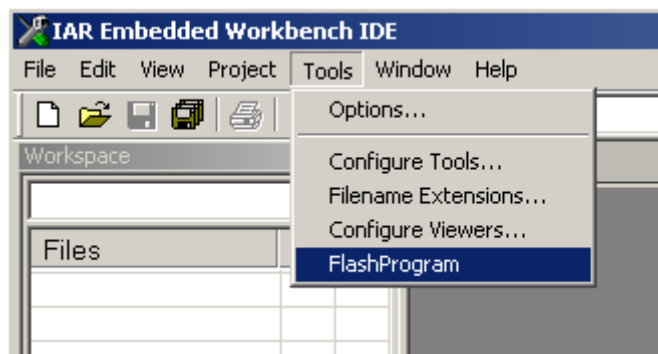 IAR Embedded Workbench IDE
File Edit View Project Tools Window Help
Options...
Workspace
Configure Tools...
Filename Extensions...
Configure Viewers...
Files
FlashProgram